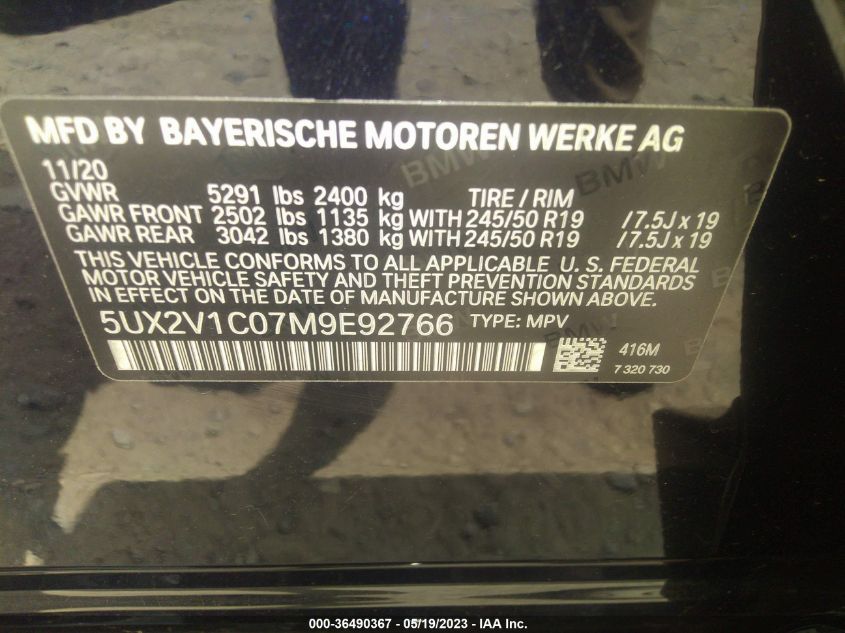 MFD BY BAYERISCHE MOTOREN WERKE AG
11/20
GVWR 5291 lbs 2400 kg TIRE / RIM
GAWR FRONT 2502 lbs 1135 kg WITH 245/50 R19 / 7.5J x 19
GAWR REAR 3042 lbs 1380 kg WITH 245/50 R19 / 7.5J x 19
THIS VEHICLE CONFORMS TO ALL APPLICABLE U. S. FEDERAL
MOTOR VEHICLE SAFETY AND THEFT PREVENTION STANDARDS
IN EFFECT ON THE DATE OF MANUFACTURE SHOWN ABOVE.
5UX2V1C07M9E92766 TYPE: MPV
416M
7 320 730
BMW
BMW
BMW
000-36490367 - 05/19/2023 - IAA Inc.